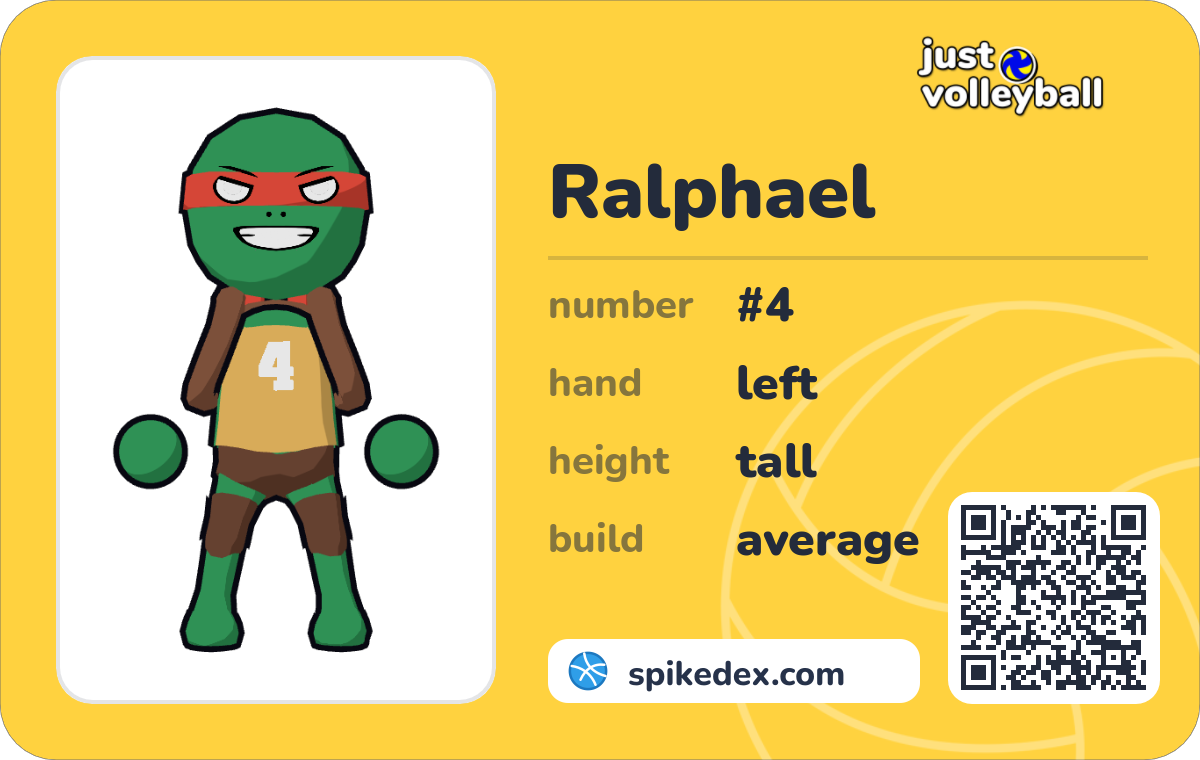 just
volleyball
Ralphael
number #4
hand left
height tall
build average
4
spikedex.com